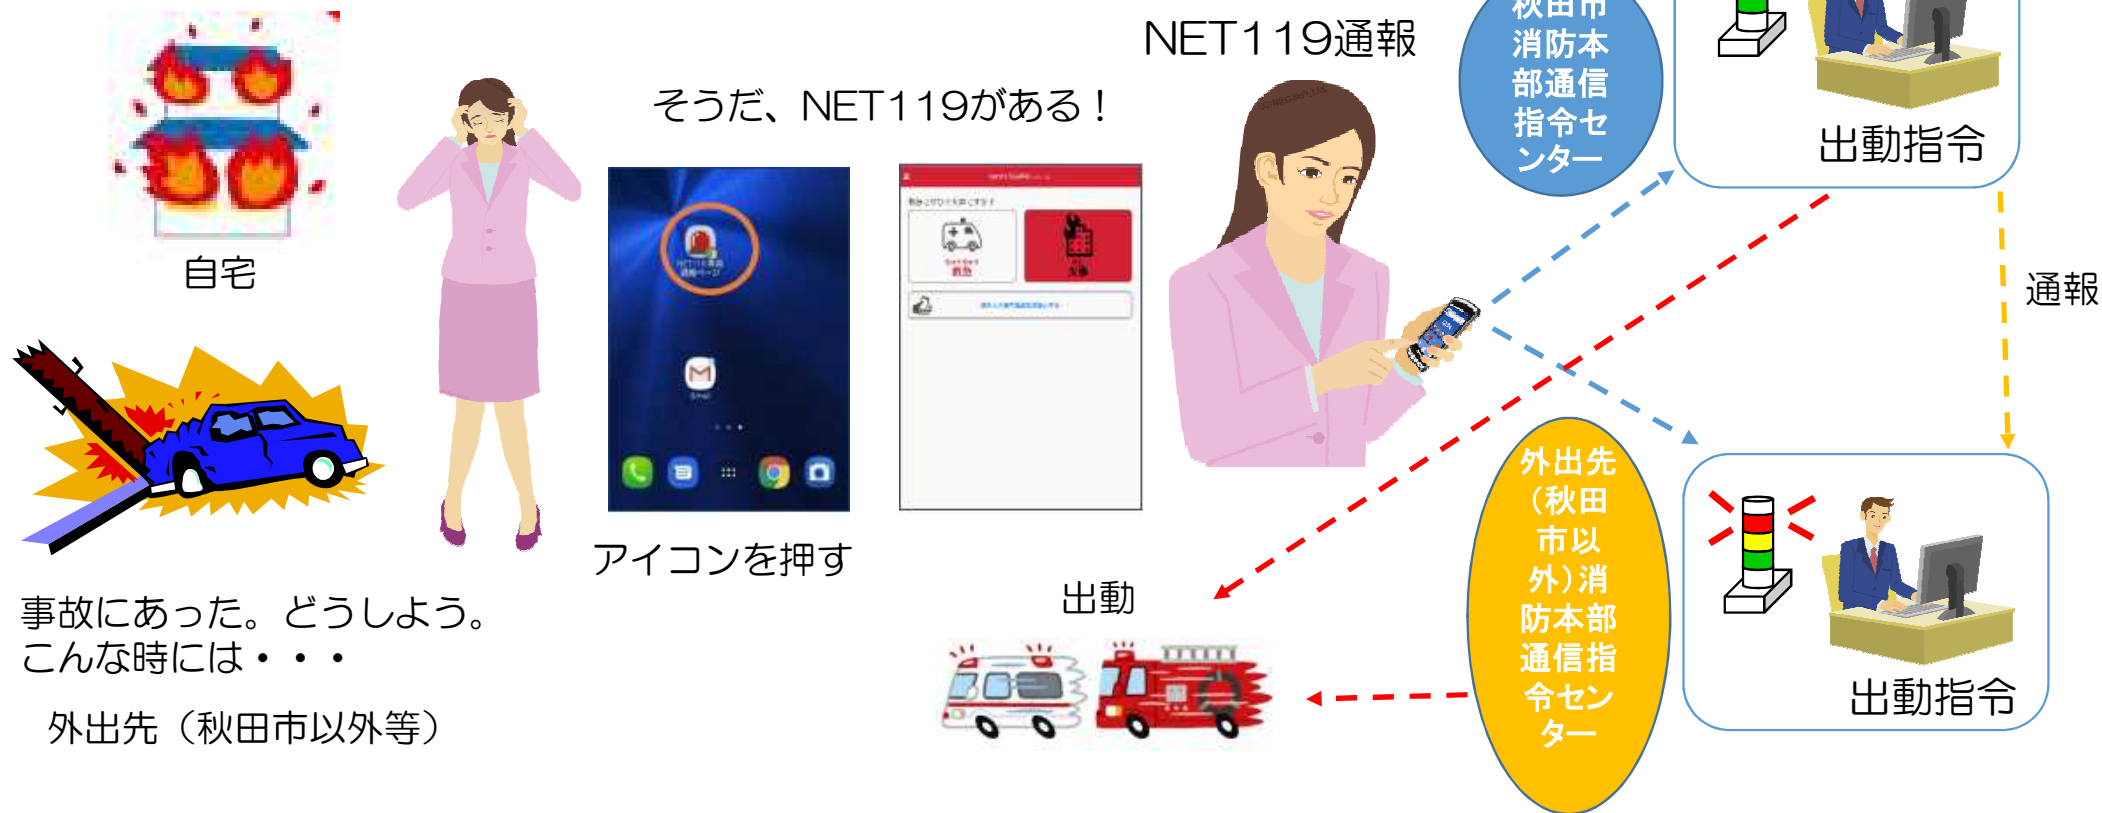 自宅
事故にあった。どうしよう。
こんな時には・・・
外出先（秋田市以外等）
そうだ、NET119がある！
アイコンを押す
Gmail
救急
火事
NET119通報
秋田市
消防本
部通信
指令セ
ンター
出動指令
通報
出動
外出先
（秋田
市以
外）消
防本部
通信指
令セン
ター
出動指令